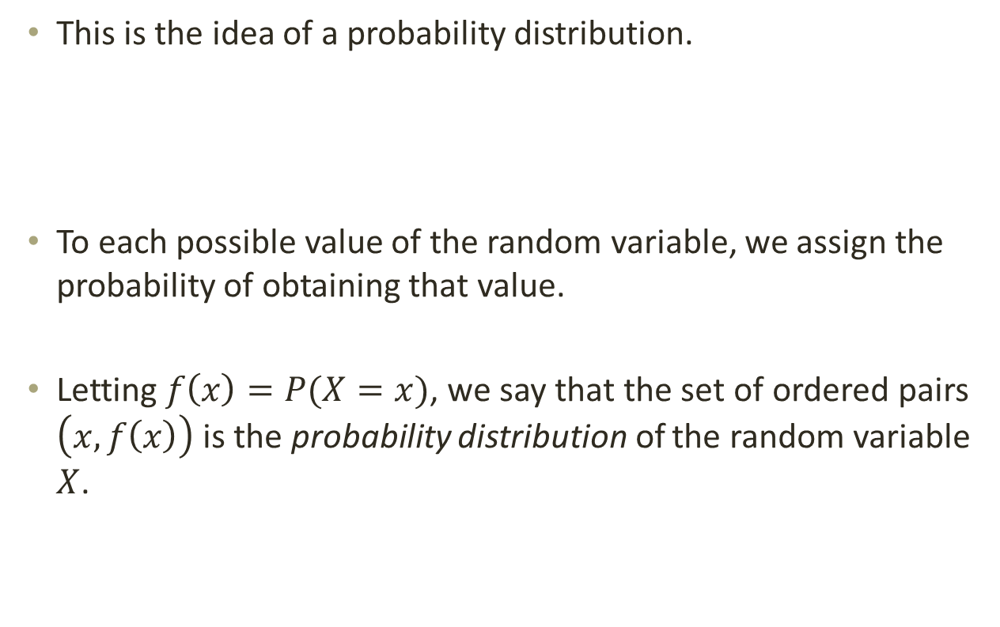 • This is the idea of a probability distribution.
• To each possible value of the random variable, we assign the
probability of obtaining that value.
• Letting f(x) = P(X = x), we say that the set of ordered pairs
(x, f(x)) is the probability distribution of the random variable
X.